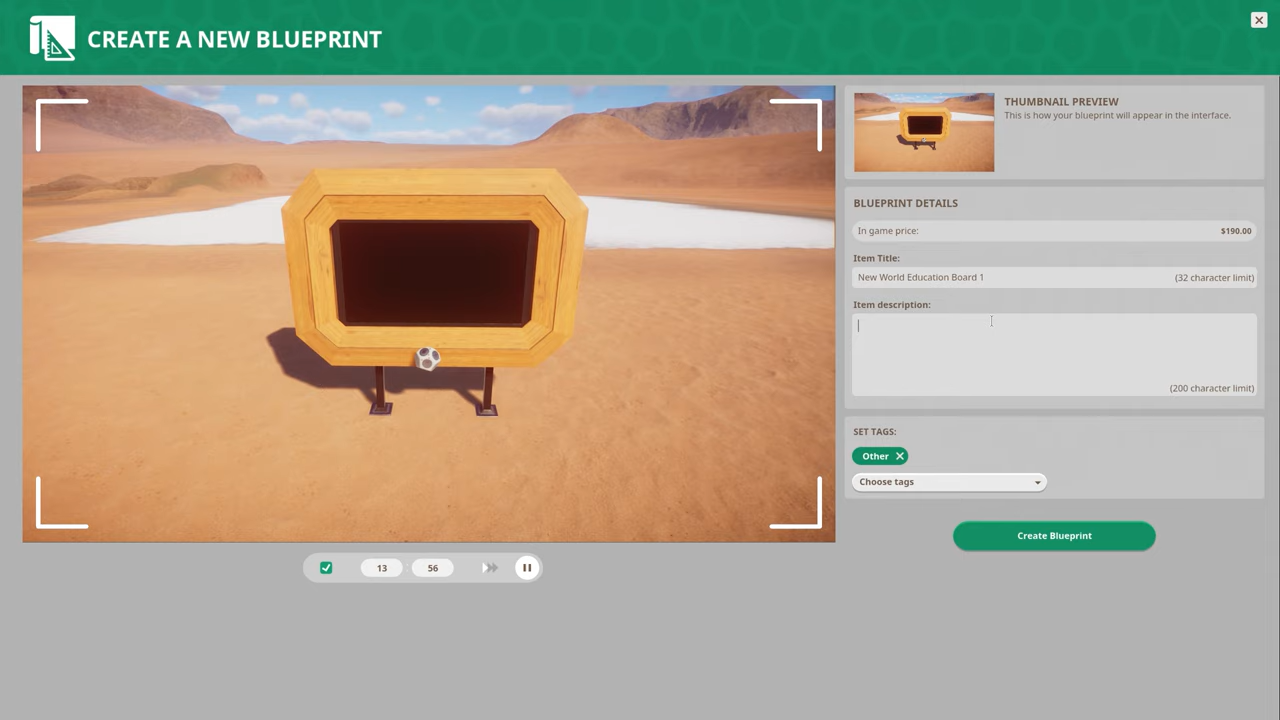 CREATE A NEW BLUEPRINT
THUMBNAIL PREVIEW
This is how your blueprint will appear in the interface.
BLUEPRINT DETAILS
In game price: $190.00
Item Title:
New World Education Board 1 (32 character limit)
Item description:
(200 character limit)
SET TAGS:
Other
Choose tags
Create Blueprint
13 56